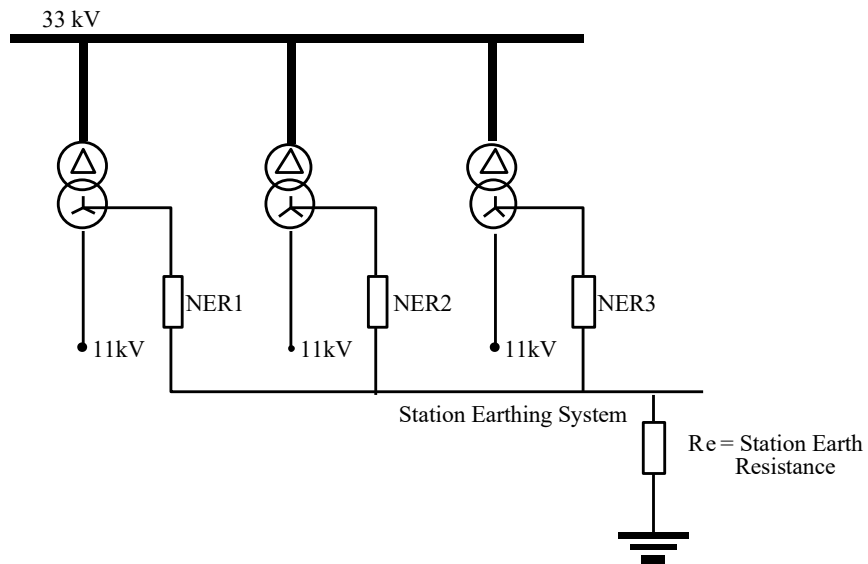 33 kV
NER1
NER2
NER3
11kV
11kV
11kV
Station Earthing System
Re = Station Earth
Resistance